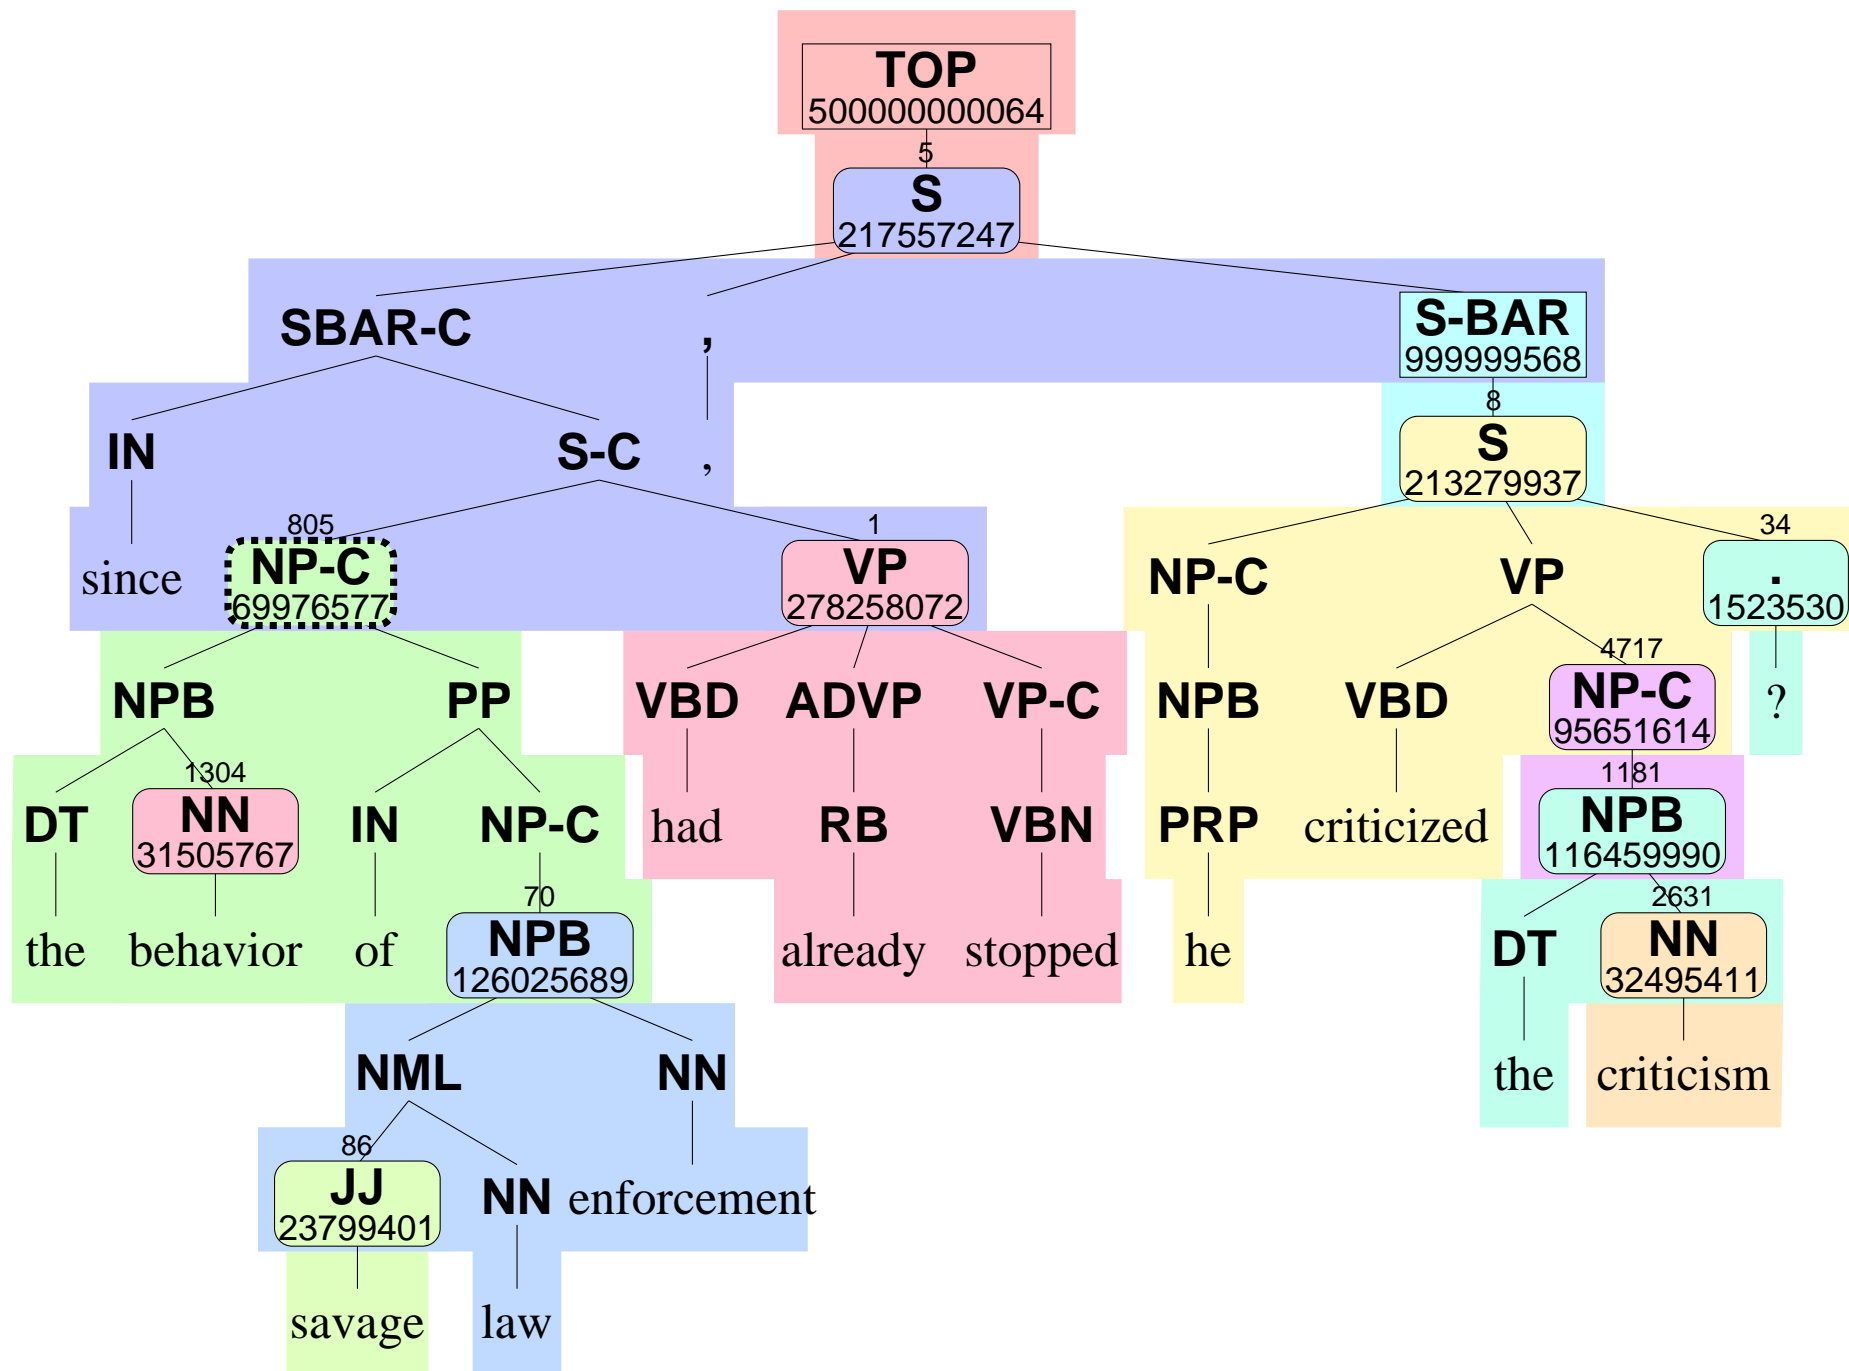 TOP
500000000064
5
S
217557247
SBAR-C , S-BAR
999999568
8
IN S-C , S
213279937
805 1 34
since NP-C VP NP-C VP .
69976577 278258072 1523530
4717
NPB PP VBD ADVP VP-C NPB VBD NP-C ?
95651614
1304 1181
DT NN IN NP-C had RB VBN PRP criticized NPB
31505767 116459990
70 2631
the behavior of NPB already stopped he DT NN
126025689 32495411
NML NN the criticism
86
JJ NN enforcement
23799401
savage law